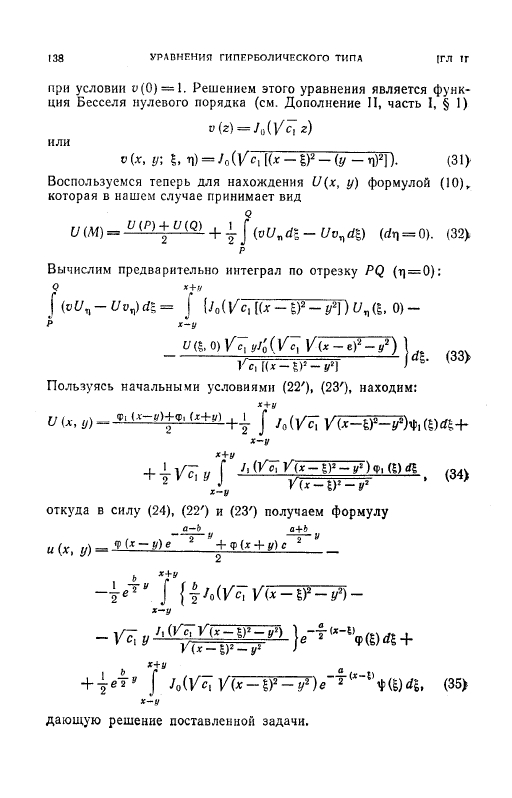 138 УРАВНЕНИЯ ГИПЕРБОЛИЧЕСКОГО ТИПА [ГЛ II
при условии v(0) = 1. Решением этого уравнения является функ-
ция Бесселя нулевого порядка (см. Дополнение II, часть I, § 1)
v(z) = J₀(√c₁ z)
или
v(x, y; ξ, η) = J₀(√c₁[(x − ξ)² − (y − η)²]). (31)
Воспользуемся теперь для нахождения U(x, y) формулой (10),
которая в нашем случае принимает вид
U(M) = (U(P) + U(Q))/2 + 1/2 ∫_P^Q (vU_η dξ − Uv_η dξ) (dη = 0). (32)
Вычислим предварительно интеграл по отрезку PQ (η = 0):
∫_P^Q (vU_η − Uv_η) dξ = ∫_{x−y}^{x+y} {J₀(√c₁[(x − ξ)² − y²]) U_η(ξ, 0) −
− U(ξ, 0) √c₁ yJ₀′(√c₁ √(x − e)² − y²) / √c₁[(x − ξ)² − y²]} dξ. (33)
Пользуясь начальными условиями (22′), (23′), находим:
U(x, y) = (φ₁(x−y)+φ₁(x+y))/2 + 1/2 ∫_{x−y}^{x+y} J₀(√c₁ √(x−ξ)²−y²)ψ₁(ξ)dξ +
+ 1/2 √c₁ y ∫_{x−y}^{x+y} J₁(√c₁ √(x − ξ)² − y²) φ₁(ξ) dξ / √(x − ξ)² − y², (34)
откуда в силу (24), (22′) и (23′) получаем формулу
u(x, y) = (φ(x − y) e^{−(a−b)/2 y} + φ(x + y) c^{(a+b)/2 y})/2 −
− 1/2 e^{b/2 y} ∫_{x−y}^{x+y} {b/2 J₀(√c₁ √(x − ξ)² − y²) −
− √c₁ y J₁(√c₁ √(x − ξ)² − y²) / √(x − ξ)² − y²} e^{−a/2 (x−ξ)} φ(ξ) dξ +
+ 1/2 e^{b/2 y} ∫_{x−y}^{x+y} J₀(√c₁ √(x − ξ)² − y²) e^{−a/2 (x−ξ)} ψ(ξ) dξ, (35)
дающую решение поставленной задачи.